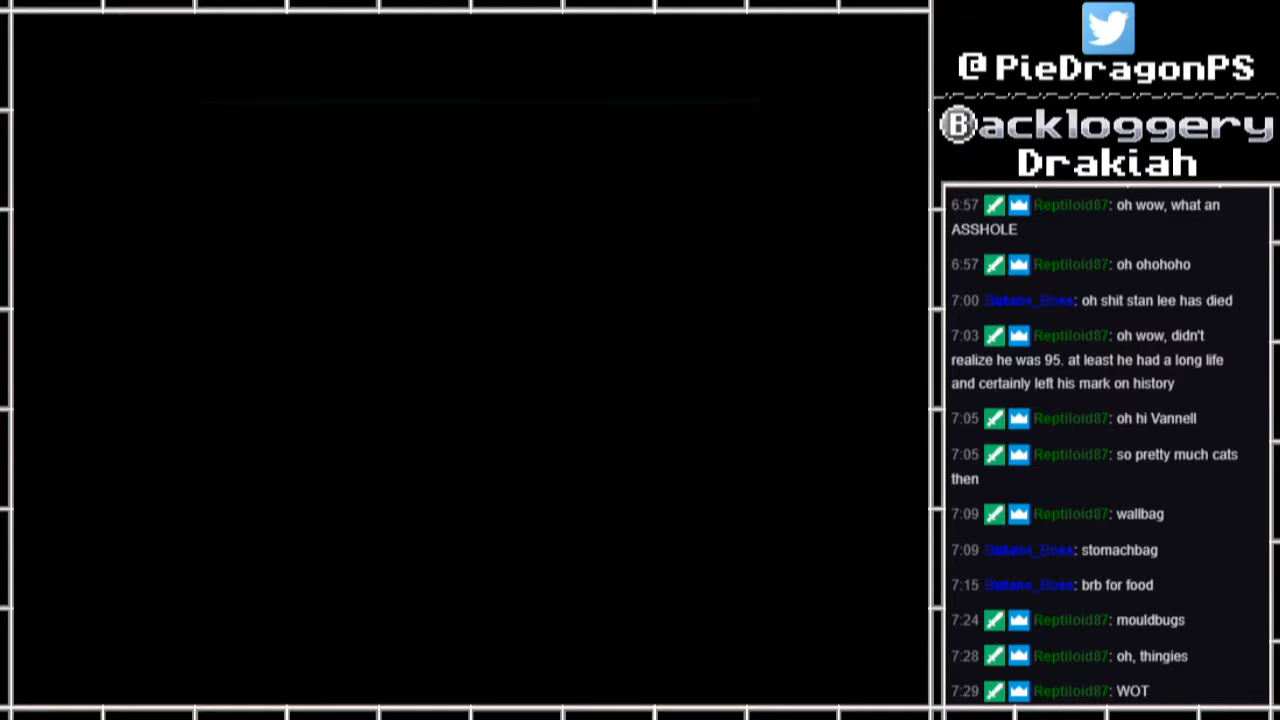 @PieDragonPS
Backloggery
Drakiah
6:57 Reptiloid87: oh wow, what an
ASSHOLE
6:57 Reptiloid87: oh ohohoho
7:00 Butane_Boss: oh shit stan lee has died
7:03 Reptiloid87: oh wow, didn't
realize he was 95. at least he had a long life
and certainly left his mark on history
7:05 Reptiloid87: oh hi Vannell
7:05 Reptiloid87: so pretty much cats
then
7:09 Reptiloid87: wallbag
7:09 Butane_Boss: stomachbag
7:15 Butane_Boss: brb for food
7:24 Reptiloid87: mouldbugs
7:28 Reptiloid87: oh, thingies
7:29 Reptiloid87: WOT